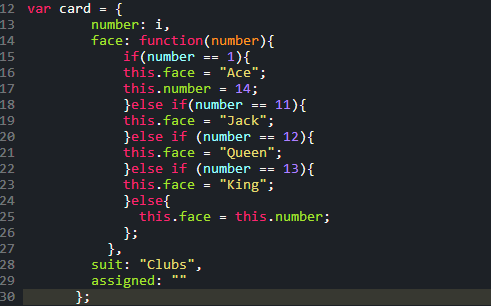 12 var card = {
13 number: i,
14 face: function(number){
15 if(number == 1){
16 this.face = "Ace";
17 this.number = 14;
18 }else if(number == 11){
19 this.face = "Jack";
20 }else if (number == 12){
21 this.face = "Queen";
22 }else if (number == 13){
23 this.face = "King";
24 }else{
25 this.face = this.number;
26 };
27 },
28 suit: "Clubs",
29 assigned: ""
30 };